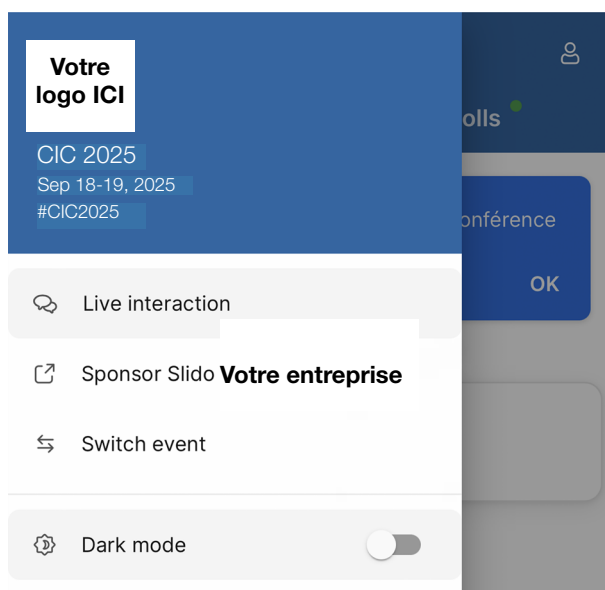 Votre
logo ICI
CIC 2025
Sep 18-19, 2025
#CIC2025
olls
onférence
OK
Live interaction
Sponsor Slido Votre entreprise
Switch event
Dark mode